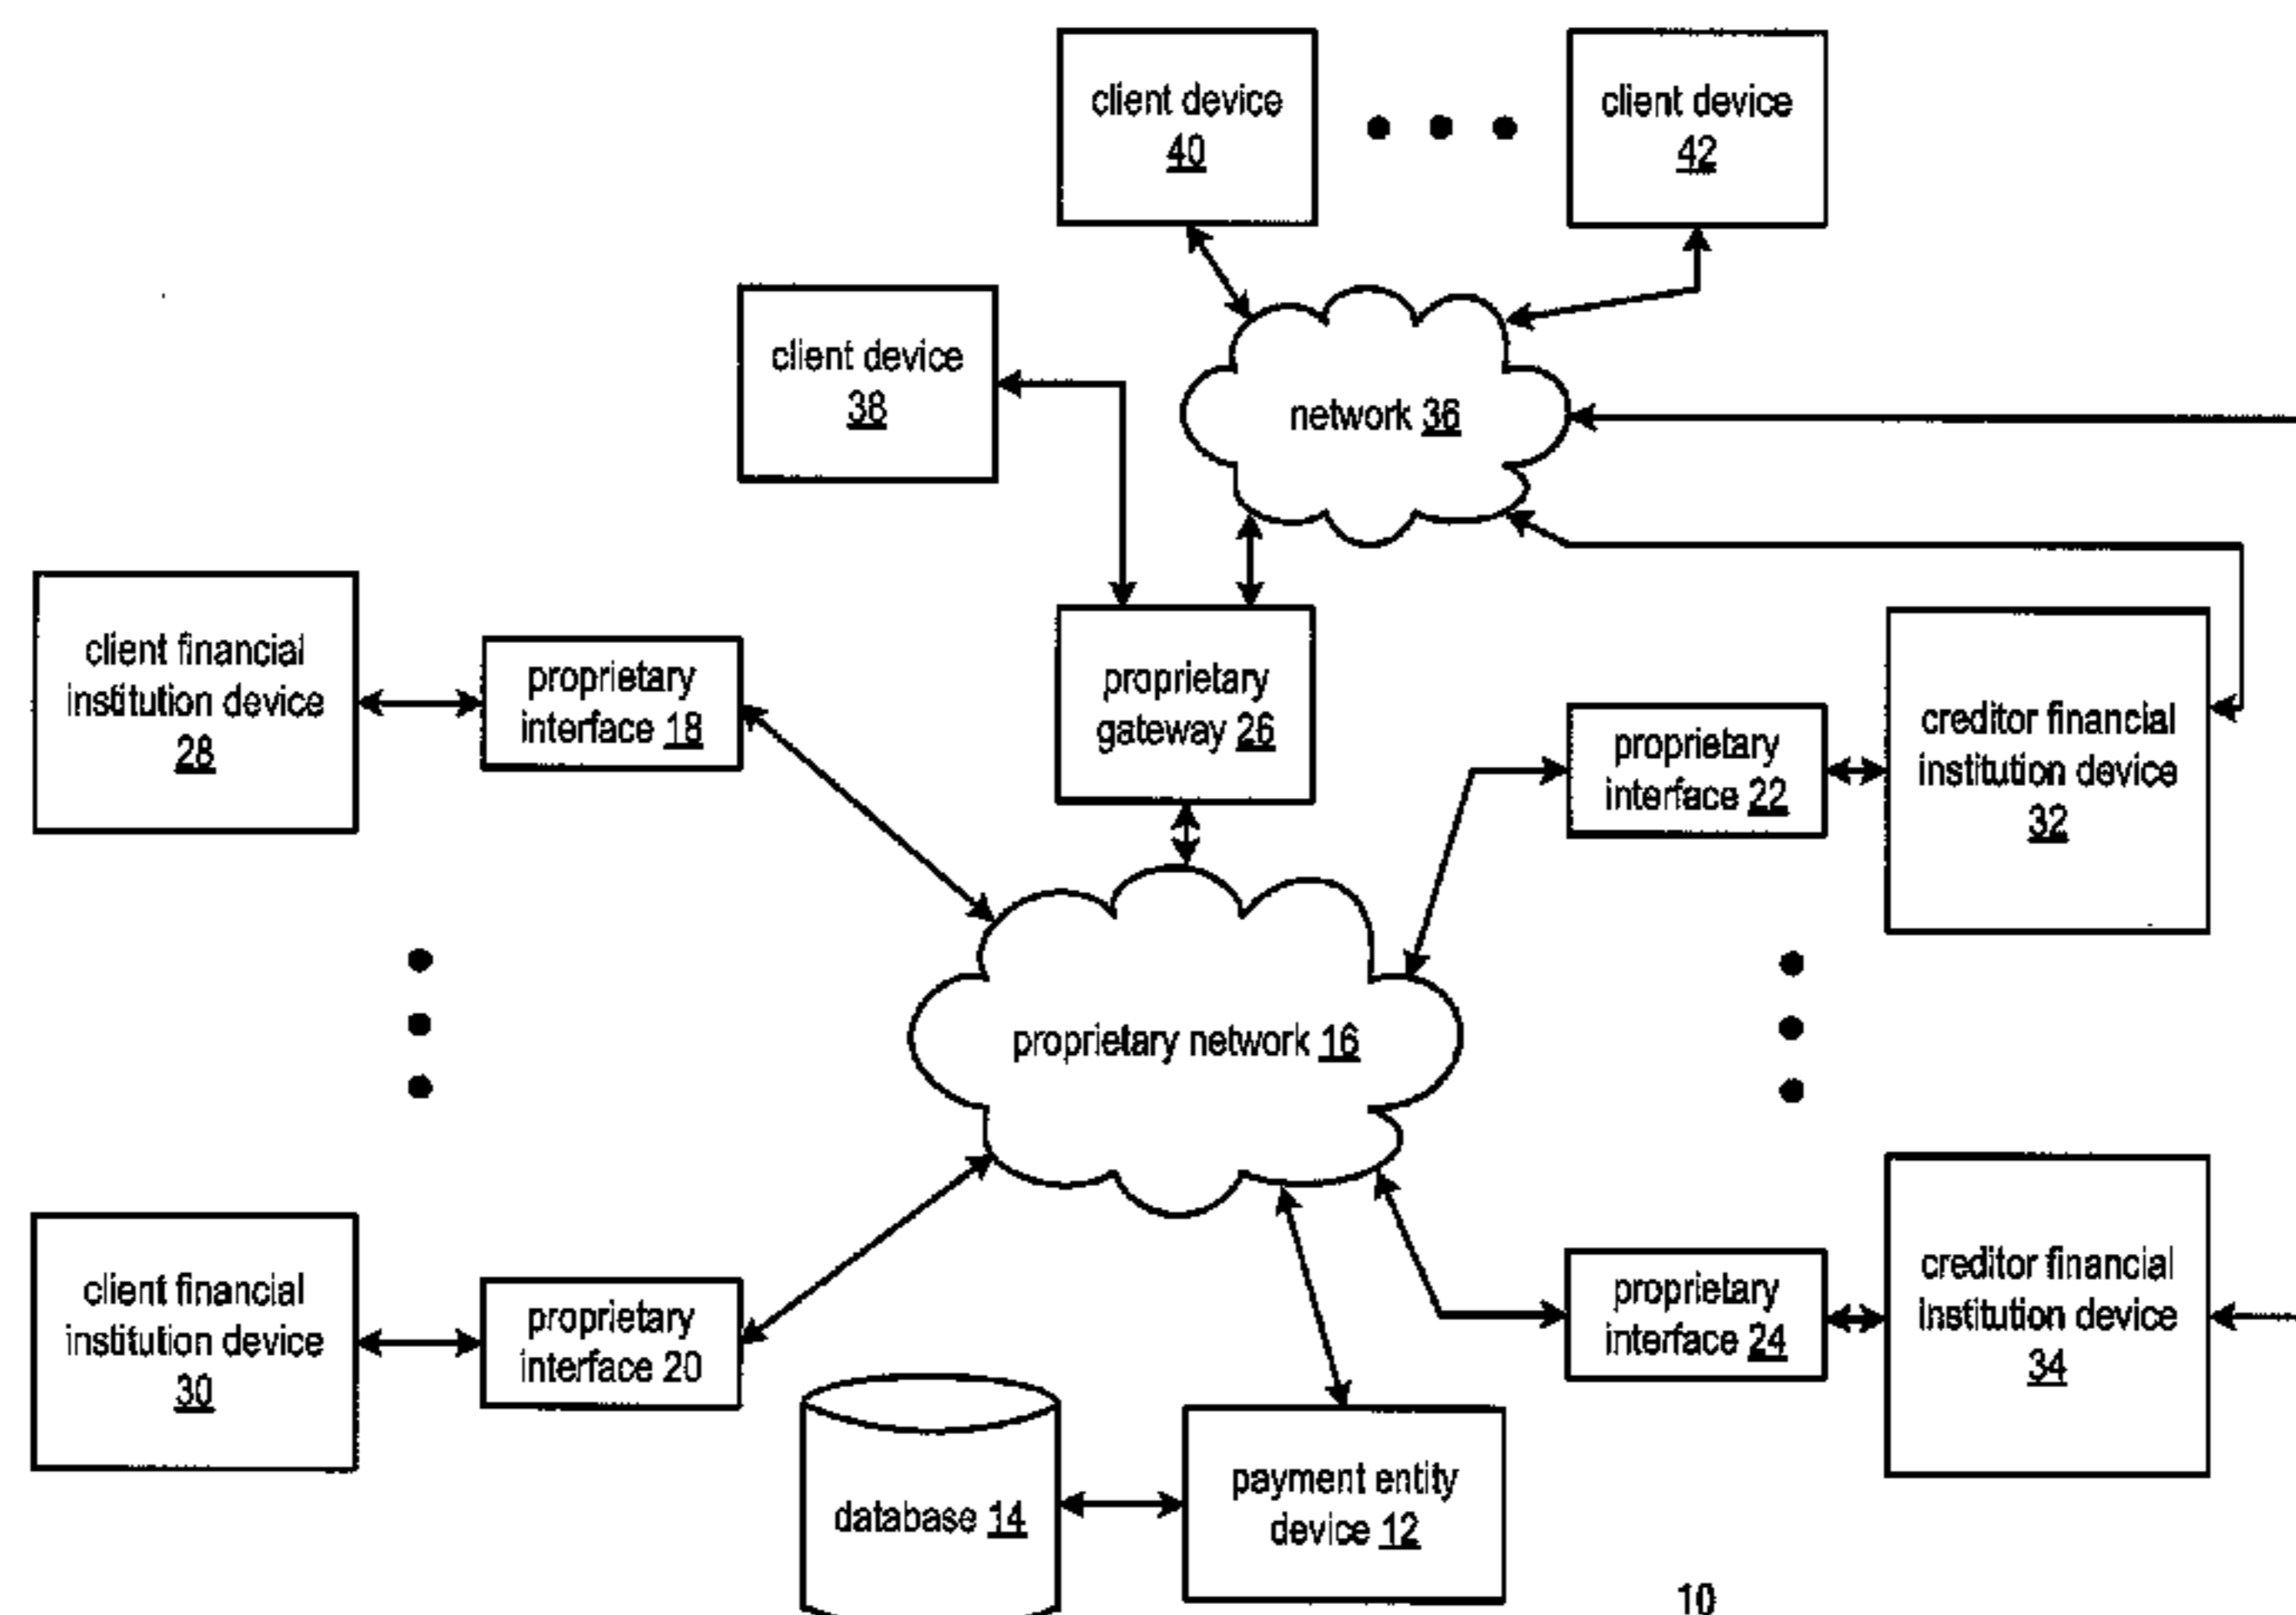 client device
40
client device
42
client device
38
network 36
client financial
institution device
28
proprietary
interface 18
proprietary
gateway 26
proprietary
interface 22
creditor financial
institution device
32
proprietary network 16
client financial
institution device
30
proprietary
interface 20
proprietary
interface 24
creditor financial
institution device
34
database 14
payment entity
device 12
10